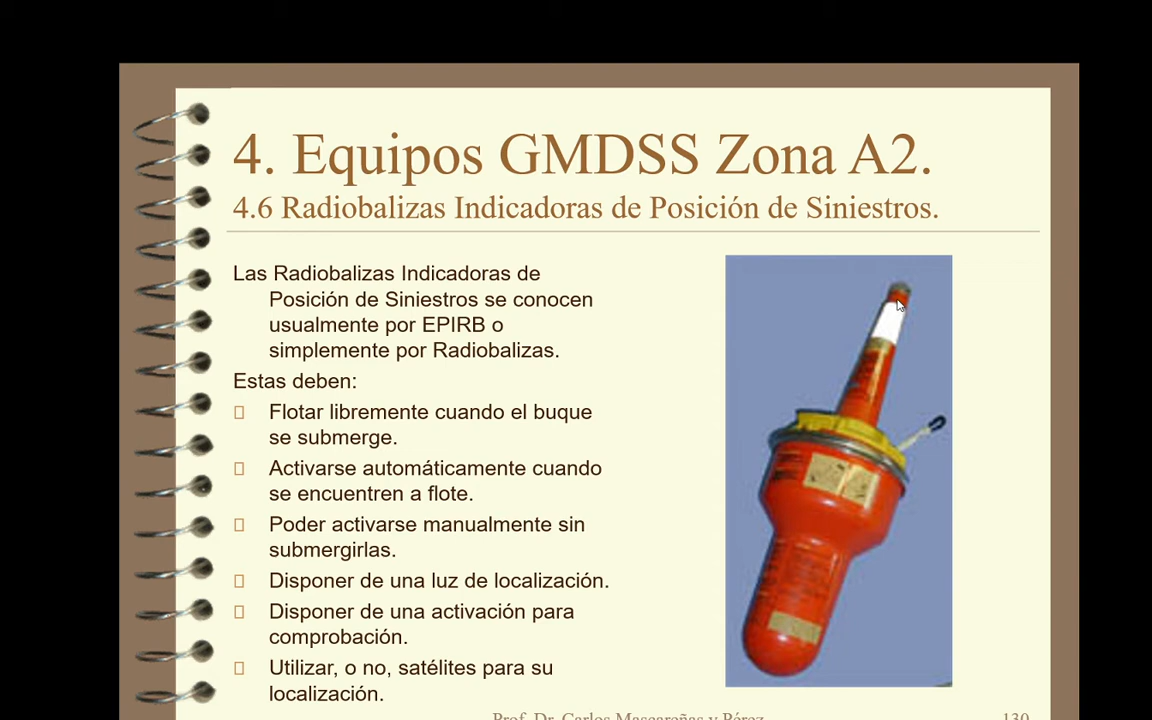 4. Equipos GMDSS Zona A2.
4.6 Radiobalizas Indicadoras de Posición de Siniestros.
Las Radiobalizas Indicadoras de
Posición de Siniestros se conocen
usualmente por EPIRB o
simplemente por Radiobalizas.
Estas deben:
Flotar libremente cuando el buque
se submerge.
Activarse automáticamente cuando
se encuentren a flote.
Poder activarse manualmente sin
submergirlas.
Disponer de una luz de localización.
Disponer de una activación para
comprobación.
Utilizar, o no, satélites para su
localización.
Prof. Dr. Carlos Mascareñas y Pérez
130